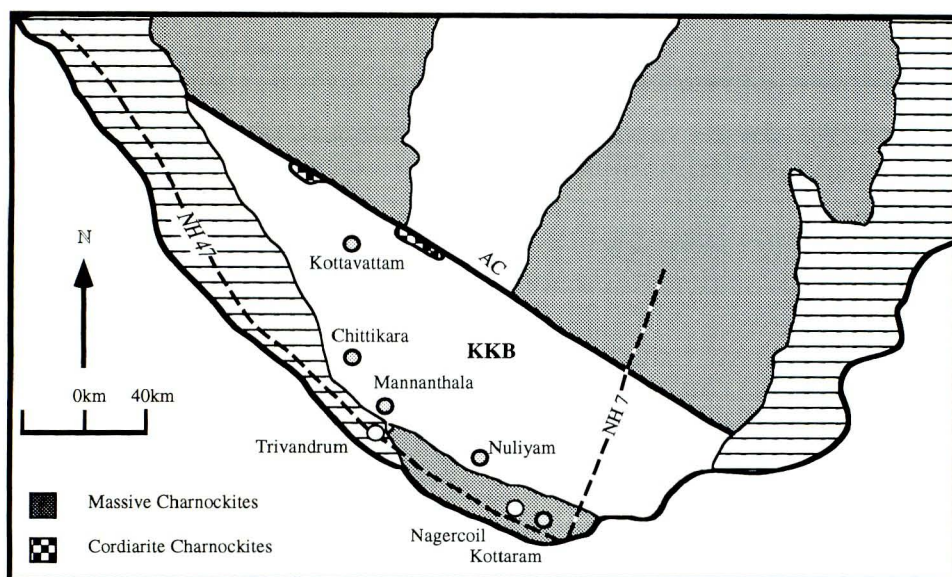 NH 47
N
Kottavattam
AC
Chittikara
KKB
Mannanthala
0km 40km
NH 7
Trivandrum
Nuliyam
Massive Charnockites
Nagercoil
Cordiarite Charnockites
Kottaram